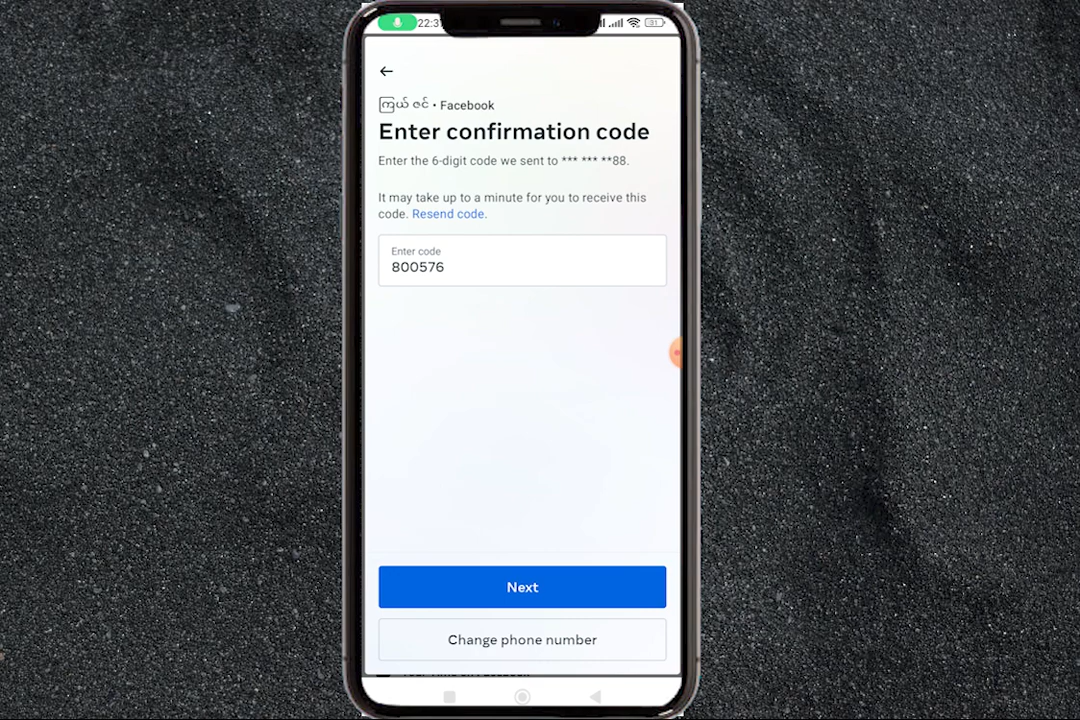 22:3
31
ကြယ် ဇင် • Facebook
Enter confirmation code
Enter the 6-digit code we sent to *** *** **88.
It may take up to a minute for you to receive this
code. Resend code.
Enter code
800576
Next
Change phone number